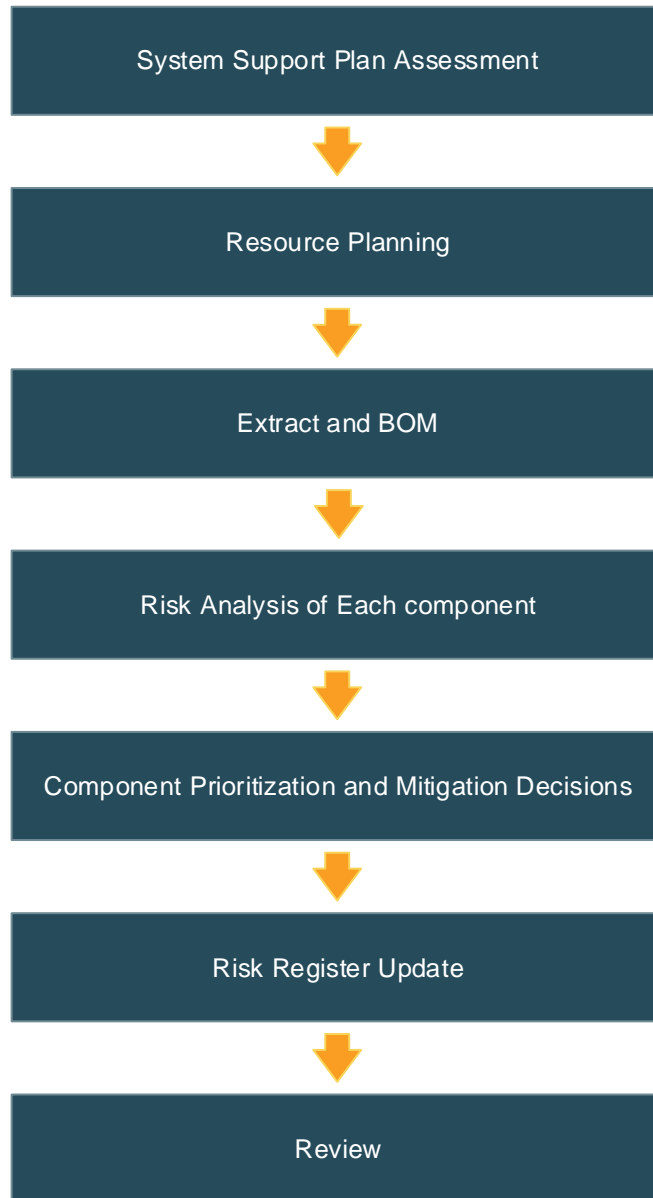 System Support Plan Assessment
Resource Planning
Extract and BOM
Risk Analysis of Each component
Component Prioritization and Mitigation Decisions
Risk Register Update
Review